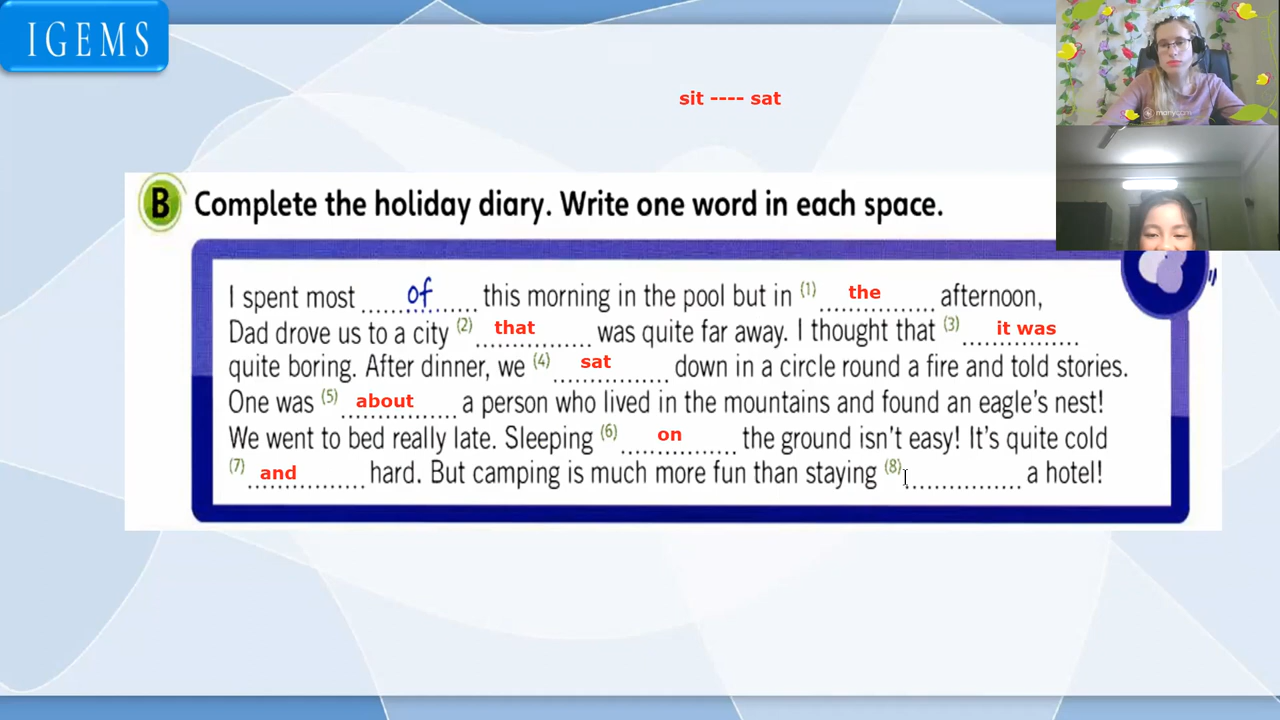 IGEMS
sit ---- sat
B Complete the holiday diary. Write one word in each space.
I spent most ......of...... this morning in the pool but in (1) the afternoon,
Dad drove us to a city (2) that was quite far away. I thought that (3) it was
quite boring. After dinner, we (4) sat down in a circle round a fire and told stories.
One was (5) about a person who lived in the mountains and found an eagle's nest!
We went to bed really late. Sleeping (6) on the ground isn't easy! It's quite cold
(7) and hard. But camping is much more fun than staying (8) ................ a hotel!